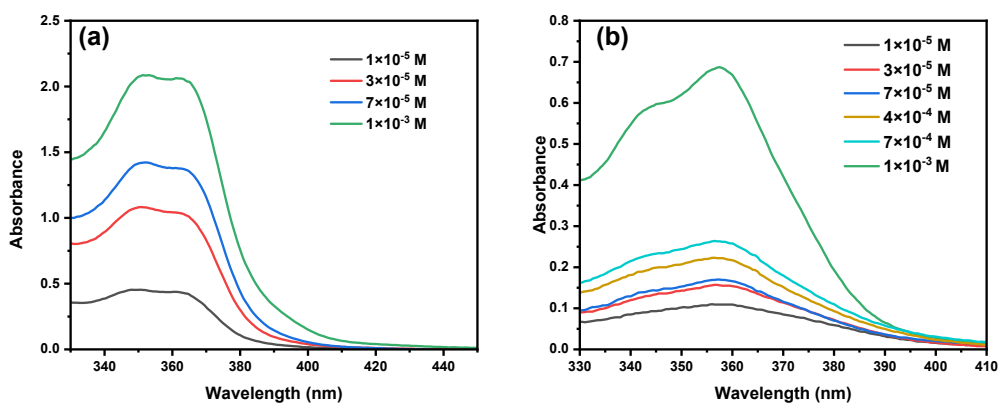 (a)
1×10⁻⁵ M
3×10⁻⁵ M
7×10⁻⁵ M
1×10⁻³ M
2.5
2.0
1.5
1.0
0.5
0.0
Absorbance
340 360 380 400 420 440
Wavelength (nm)
(b)
1×10⁻⁵ M
3×10⁻⁵ M
7×10⁻⁵ M
4×10⁻⁴ M
7×10⁻⁴ M
1×10⁻³ M
0.8
0.7
0.6
0.5
0.4
0.3
0.2
0.1
0.0
Absorbance
330 340 350 360 370 380 390 400 410
Wavelength (nm)